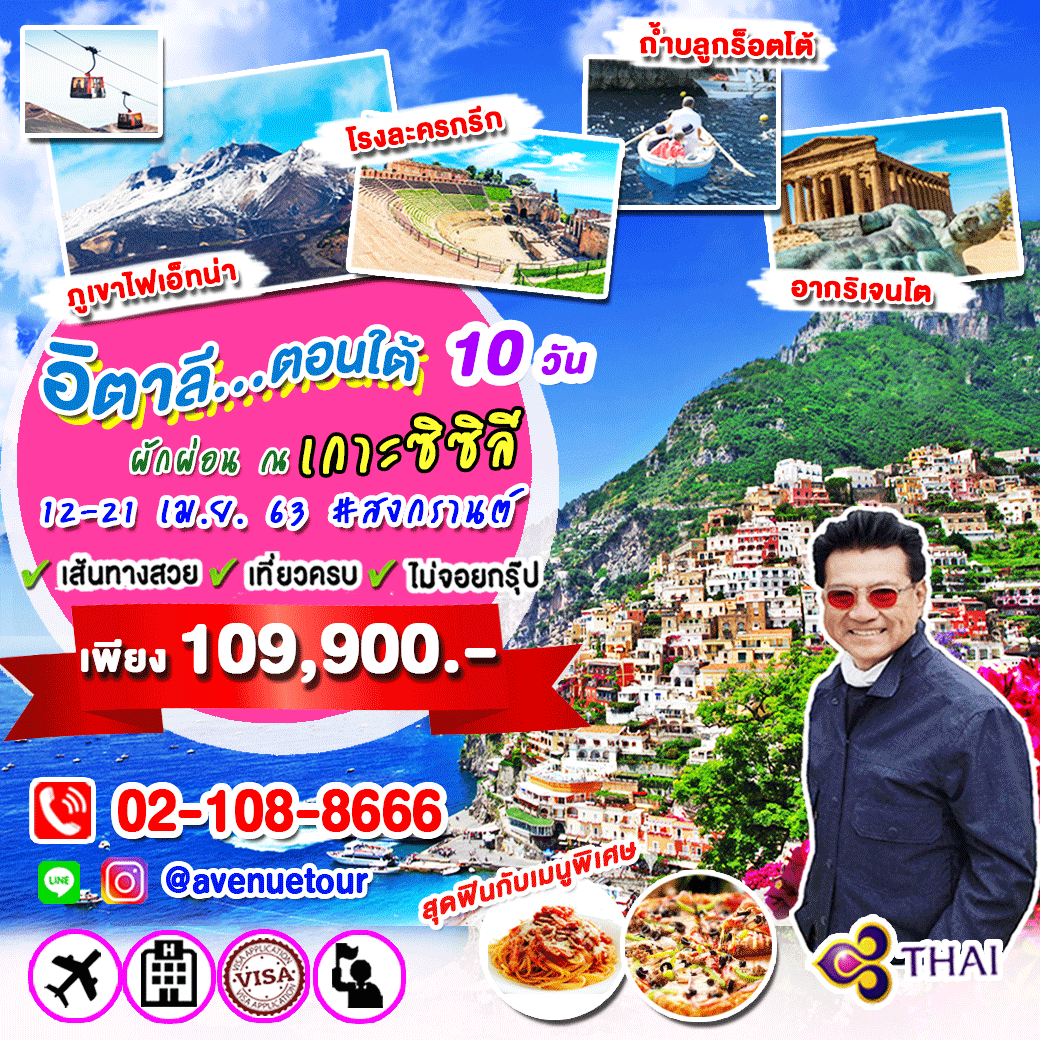 ถ้ำบลูกร็อตโต้
โรงละครกรีก
ภูเขาไฟเอ็ทน่า
อากริเจนโต
อิตาลี...ตอนใต้ 10 วัน
พักผ่อน ณ เกาะซิซิลี
12-21 เม.ย. 63 #สงกรานต์
✓ เส้นทางสวย ✓ เที่ยวครบ ✓ ไม่จอยกรุ๊ป
เพียง 109,900.-
02-108-8666
LINE @avenuetour
สุดฟินกับเมนูพิเศษ
H
VISA APPLICATION
VISA
VISA APPLICATION
THAI